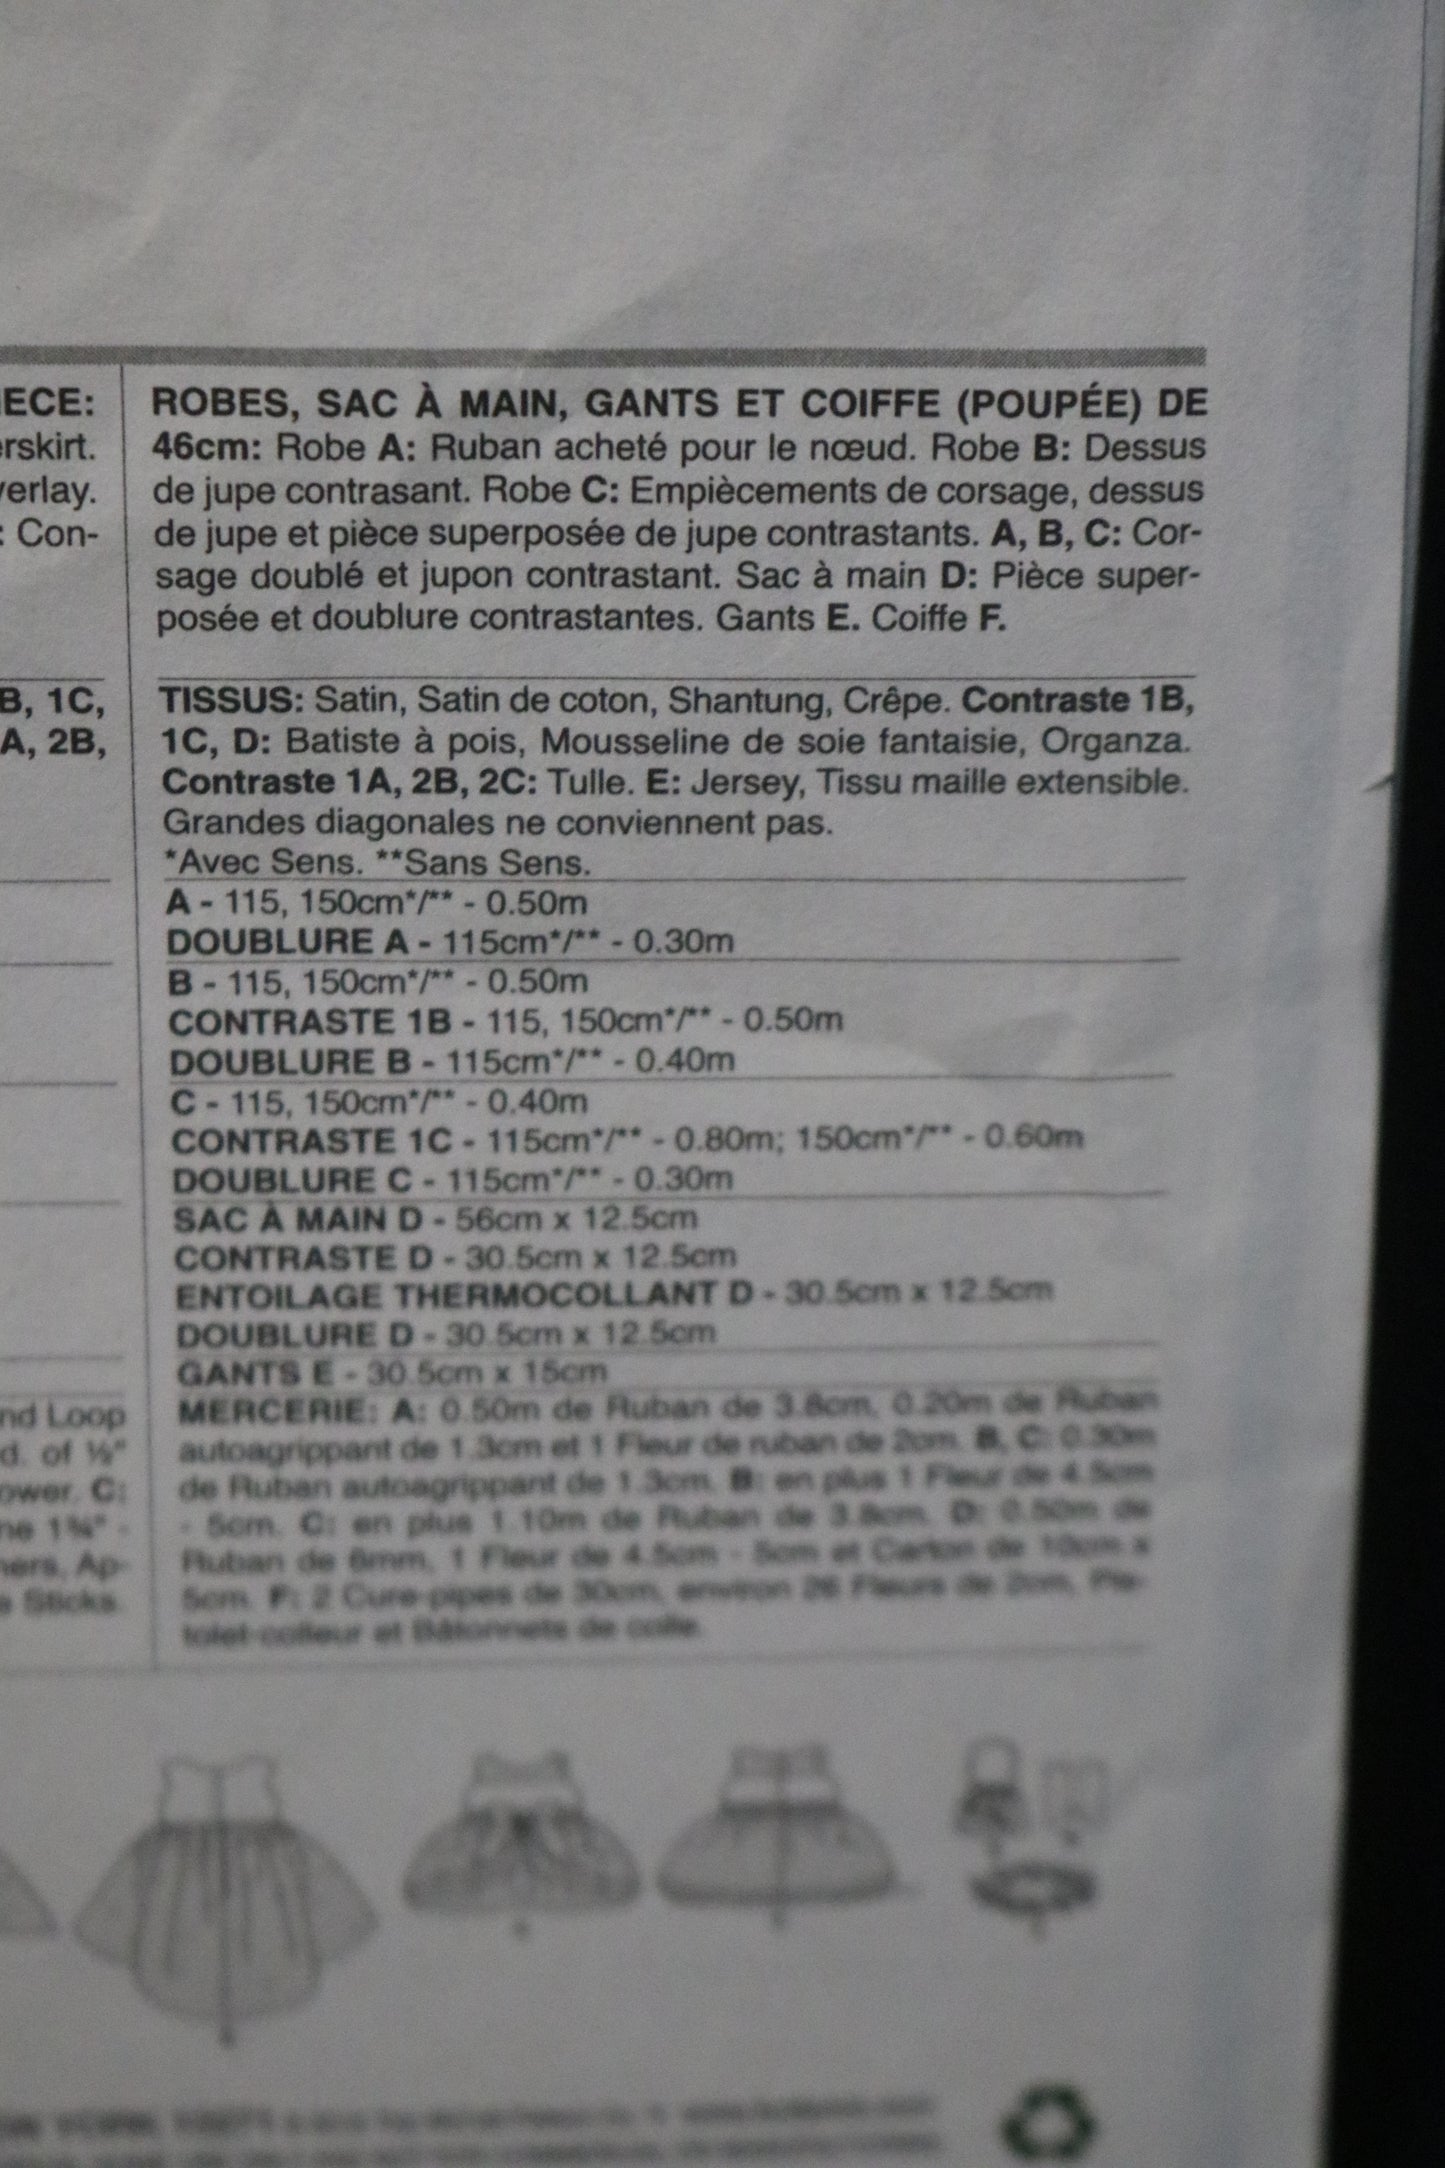 IECE:
erskirt.
verlay.
: Con-
B, 1C,
A, 2B,
nd Loop
d. of ½"
ower. C:
ne 1¾" -
ners, Ap-
e Sticks.
ROBES, SAC À MAIN, GANTS ET COIFFE (POUPÉE) DE
46cm: Robe A: Ruban acheté pour le nœud. Robe B: Dessus
de jupe contrasant. Robe C: Empiècements de corsage, dessus
de jupe et pièce superposée de jupe contrastants. A, B, C: Cor-
sage doublé et jupon contrastant. Sac à main D: Pièce super-
posée et doublure contrastantes. Gants E. Coiffe F.
TISSUS: Satin, Satin de coton, Shantung, Crêpe. Contraste 1B,
1C, D: Batiste à pois, Mousseline de soie fantaisie, Organza.
Contraste 1A, 2B, 2C: Tulle. E: Jersey, Tissu maille extensible.
Grandes diagonales ne conviennent pas.
*Avec Sens. **Sans Sens.
A - 115, 150cm*/** - 0.50m
DOUBLURE A - 115cm*/** - 0.30m
B - 115, 150cm*/** - 0.50m
CONTRASTE 1B - 115, 150cm*/** - 0.50m
DOUBLURE B - 115cm*/** - 0.40m
C - 115, 150cm*/** - 0.40m
CONTRASTE 1C - 115cm*/** - 0.80m; 150cm*/** - 0.60m
DOUBLURE C - 115cm*/** - 0.30m
SAC À MAIN D - 56cm x 12.5cm
CONTRASTE D - 30.5cm x 12.5cm
ENTOILAGE THERMOCOLLANT D - 30.5cm x 12.5cm
DOUBLURE D - 30.5cm x 12.5cm
GANTS E - 30.5cm x 15cm
MERCERIE: A: 0.50m de Ruban de 3.8cm, 0.20m de Ruban
autoagrippant de 1.3cm et 1 Fleur de ruban de 2cm. B, C: 0.30m
de Ruban autoagrippant de 1.3cm. B: en plus 1 Fleur de 4.5cm
- 5cm. C: en plus 1.10m de Ruban de 3.8cm. D: 0.50m de
Ruban de 6mm, 1 Fleur de 4.5cm - 5cm et Carton de 10cm x
5cm. F: 2 Cure-pipes de 30cm, environ 26 Fleurs de 2cm, Pis-
tolet-colleur et Bâtonnets de colle.